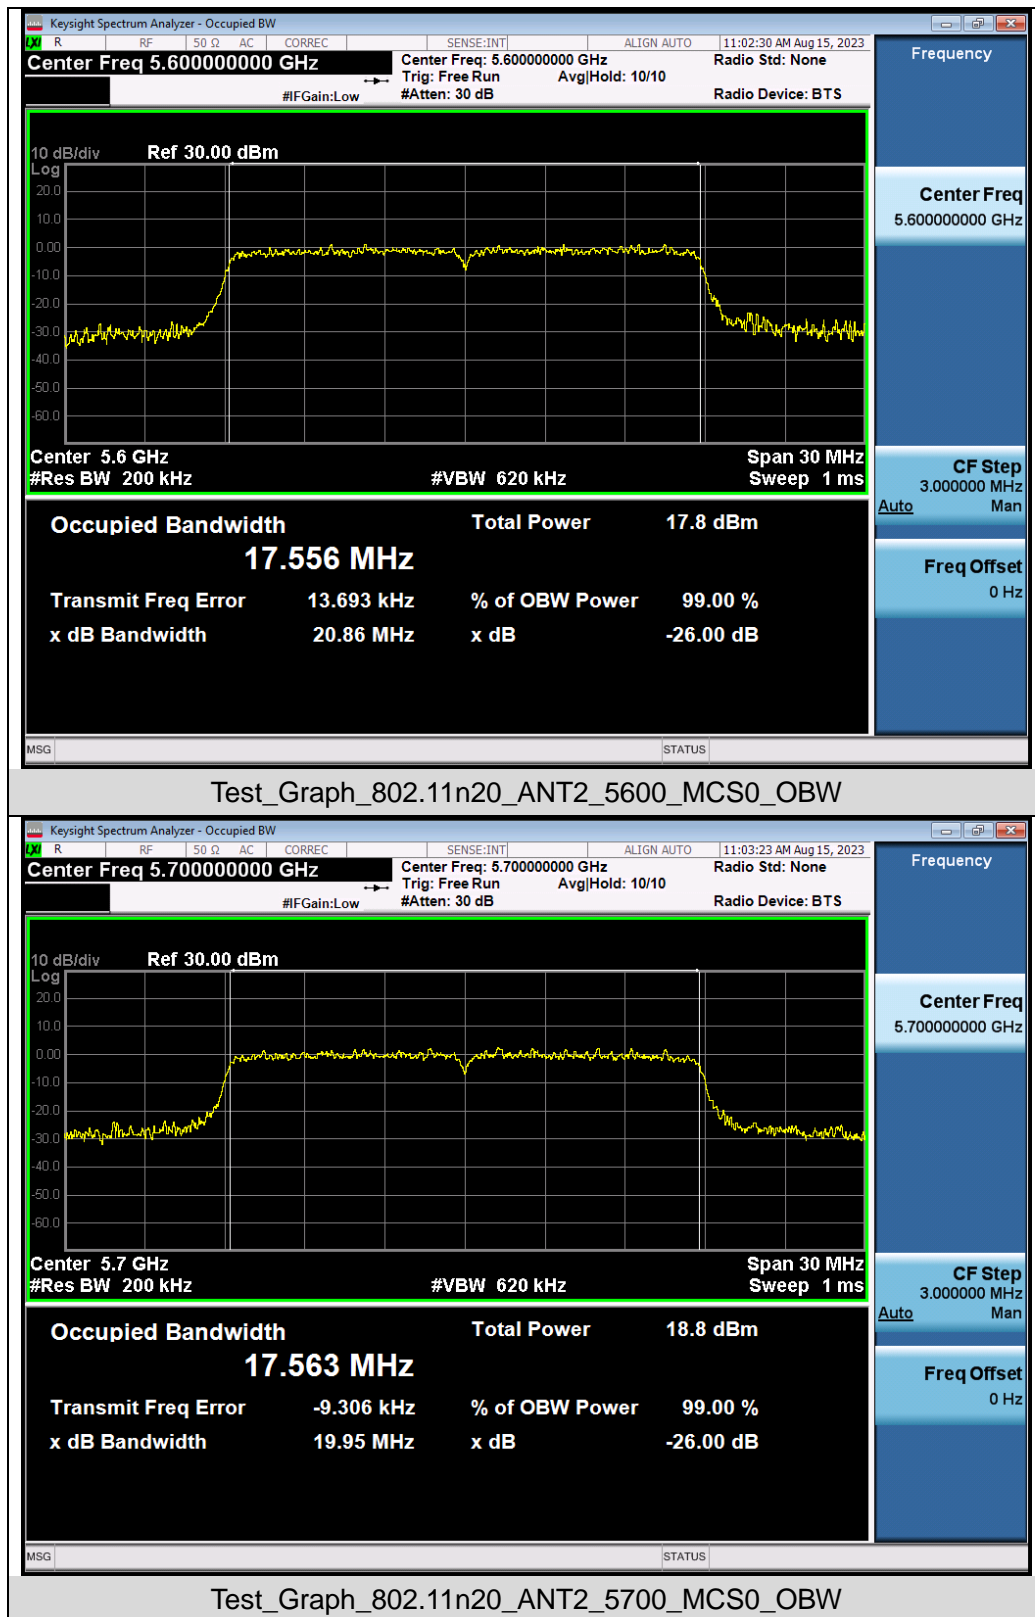 Keysight Spectrum Analyzer - Occupied BW
LXI R RF 50 Ω AC CORREC SENSE:INT ALIGN AUTO 11:02:30 AM Aug 15, 2023
Center Freq 5.600000000 GHz Center Freq: 5.600000000 GHz Radio Std: None Frequency
Trig: Free Run Avg|Hold: 10/10
#IFGain:Low #Atten: 30 dB Radio Device: BTS
10 dB/div Ref 30.00 dBm
Log
20.0
10.0
0.00
-10.0
-20.0
-30.0
-40.0
-50.0
-60.0
Center 5.6 GHz Span 30 MHz
#Res BW 200 kHz #VBW 620 kHz Sweep 1 ms
Center Freq
5.600000000 GHz
CF Step
3.000000 MHz
Auto Man
Freq Offset
0 Hz
Occupied Bandwidth Total Power 17.8 dBm
17.556 MHz
Transmit Freq Error 13.693 kHz % of OBW Power 99.00 %
x dB Bandwidth 20.86 MHz x dB -26.00 dB
MSG STATUS
Test_Graph_802.11n20_ANT2_5600_MCS0_OBW
Keysight Spectrum Analyzer - Occupied BW
LXI R RF 50 Ω AC CORREC SENSE:INT ALIGN AUTO 11:03:23 AM Aug 15, 2023
Center Freq 5.700000000 GHz Center Freq: 5.700000000 GHz Radio Std: None Frequency
Trig: Free Run Avg|Hold: 10/10
#IFGain:Low #Atten: 30 dB Radio Device: BTS
10 dB/div Ref 30.00 dBm
Log
20.0
10.0
0.00
-10.0
-20.0
-30.0
-40.0
-50.0
-60.0
Center 5.7 GHz Span 30 MHz
#Res BW 200 kHz #VBW 620 kHz Sweep 1 ms
Center Freq
5.700000000 GHz
CF Step
3.000000 MHz
Auto Man
Freq Offset
0 Hz
Occupied Bandwidth Total Power 18.8 dBm
17.563 MHz
Transmit Freq Error -9.306 kHz % of OBW Power 99.00 %
x dB Bandwidth 19.95 MHz x dB -26.00 dB
MSG STATUS
Test_Graph_802.11n20_ANT2_5700_MCS0_OBW